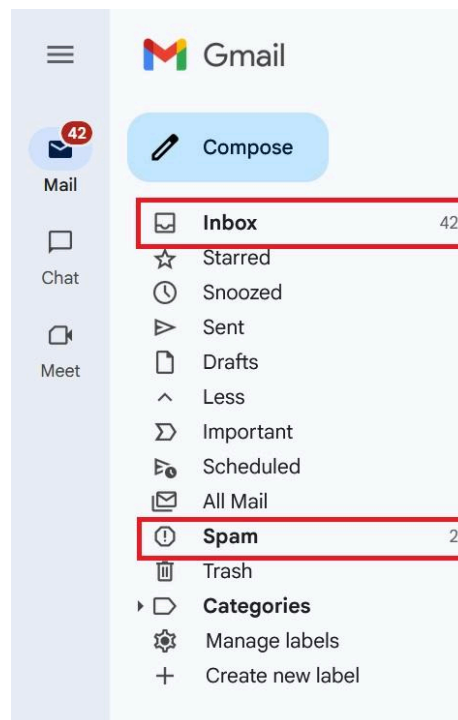 Gmail
42
Compose
Mail
Inbox 42
Starred
Chat
Snoozed
Sent
Meet
Drafts
Less
Important
Scheduled
All Mail
Spam 2
Trash
Categories
Manage labels
Create new label